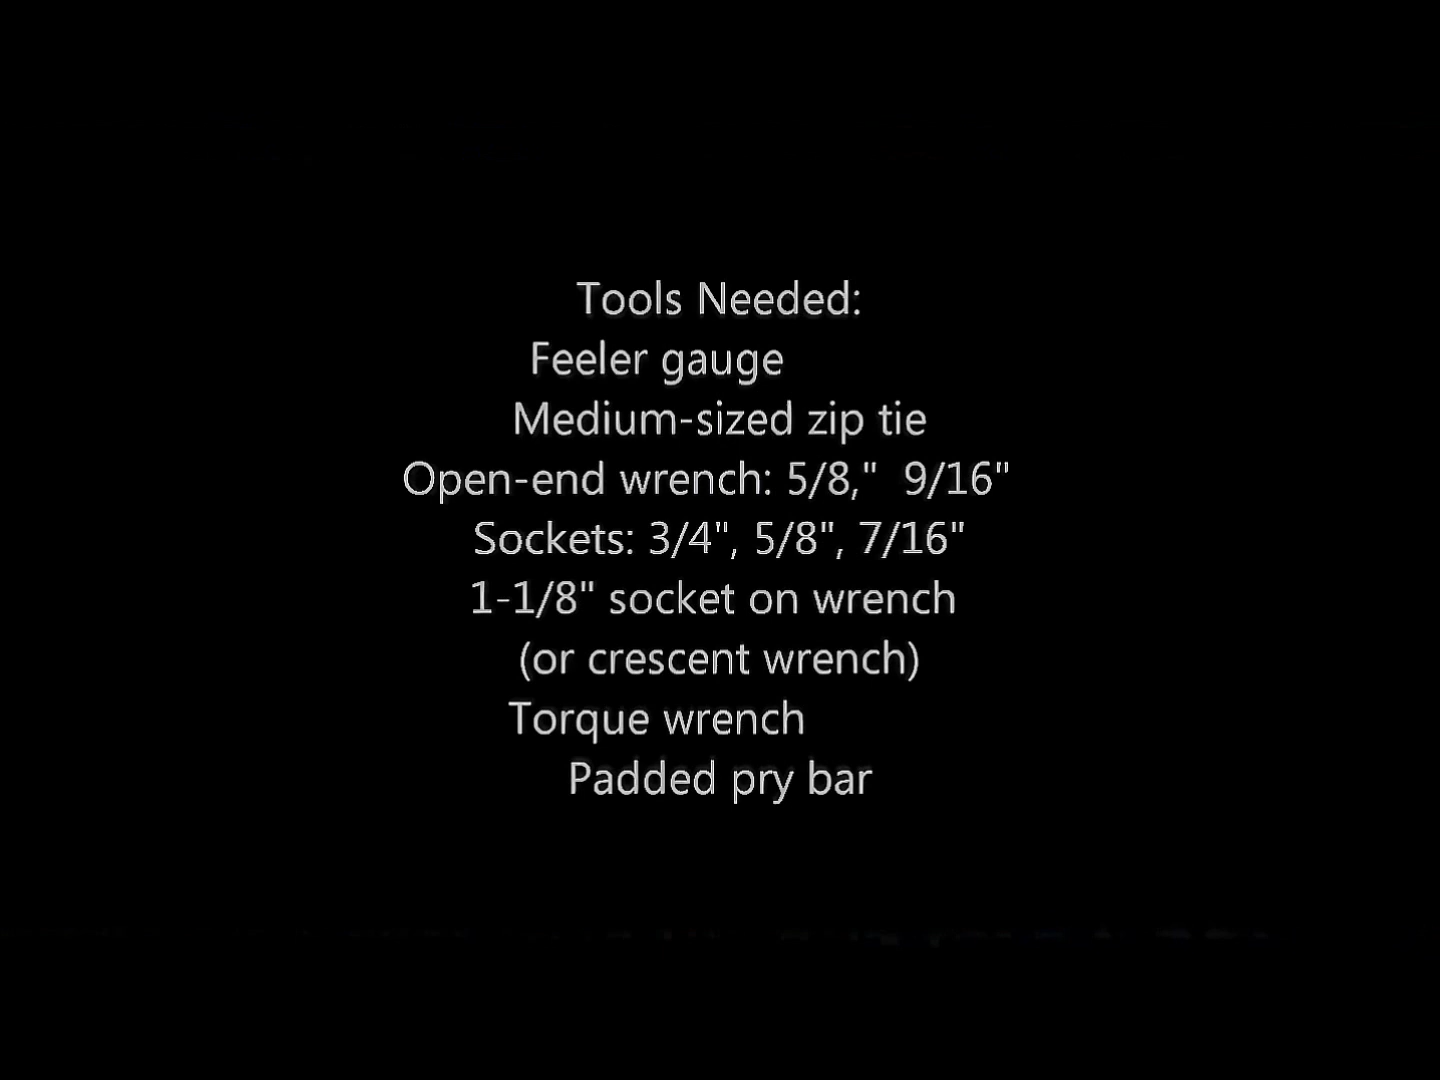 Tools Needed:
Feeler gauge
Medium-sized zip tie
Open-end wrench: 5/8," 9/16"
Sockets: 3/4", 5/8", 7/16"
1-1/8" socket on wrench
(or crescent wrench)
Torque wrench
Padded pry bar